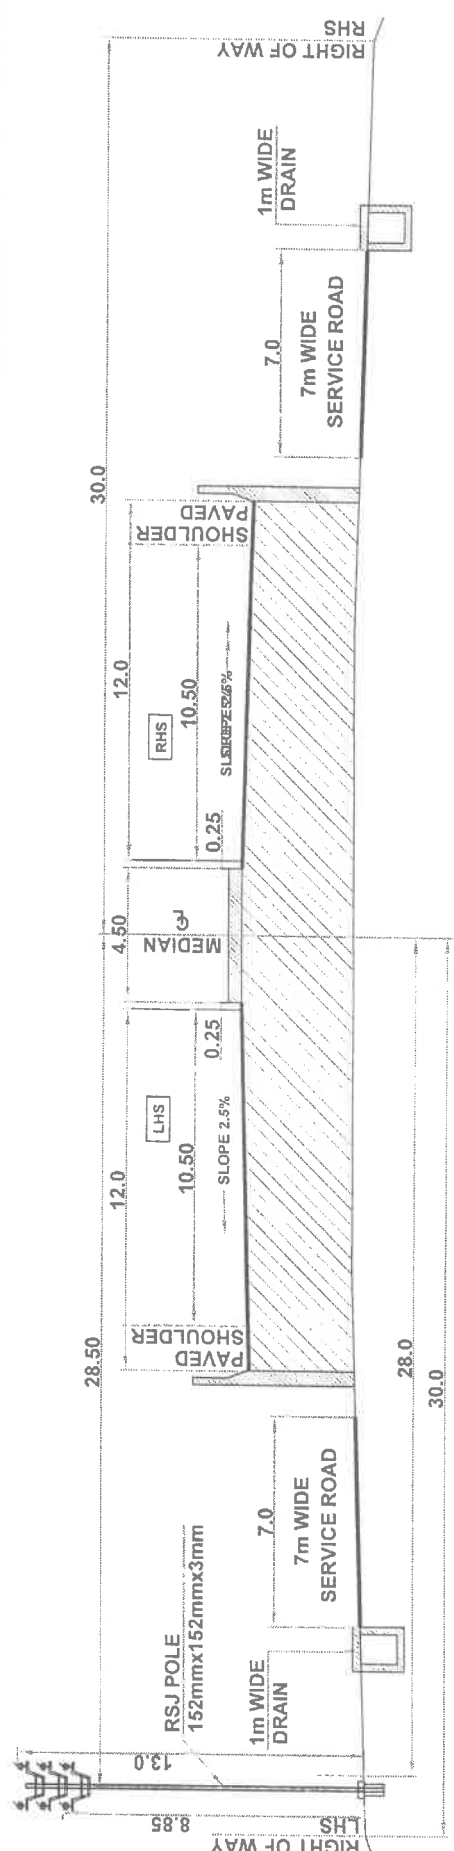 RIGHT OF WAY
LHS
8.85
13.0
RSJ POLE
152mmx152mmx3mm
1m WIDE
DRAIN
7.0
7m WIDE
SERVICE ROAD
28.50
28.0
30.0
PAVED
SHOULDER
12.0
10.50
LHS
SLOPE 2.5%
0.25
4.50
MEDIAN
30.0
12.0
10.50
RHS
0.25
PAVED
SHOULDER
7.0
7m WIDE
SERVICE ROAD
1m WIDE
DRAIN
RIGHT OF WAY
RHS